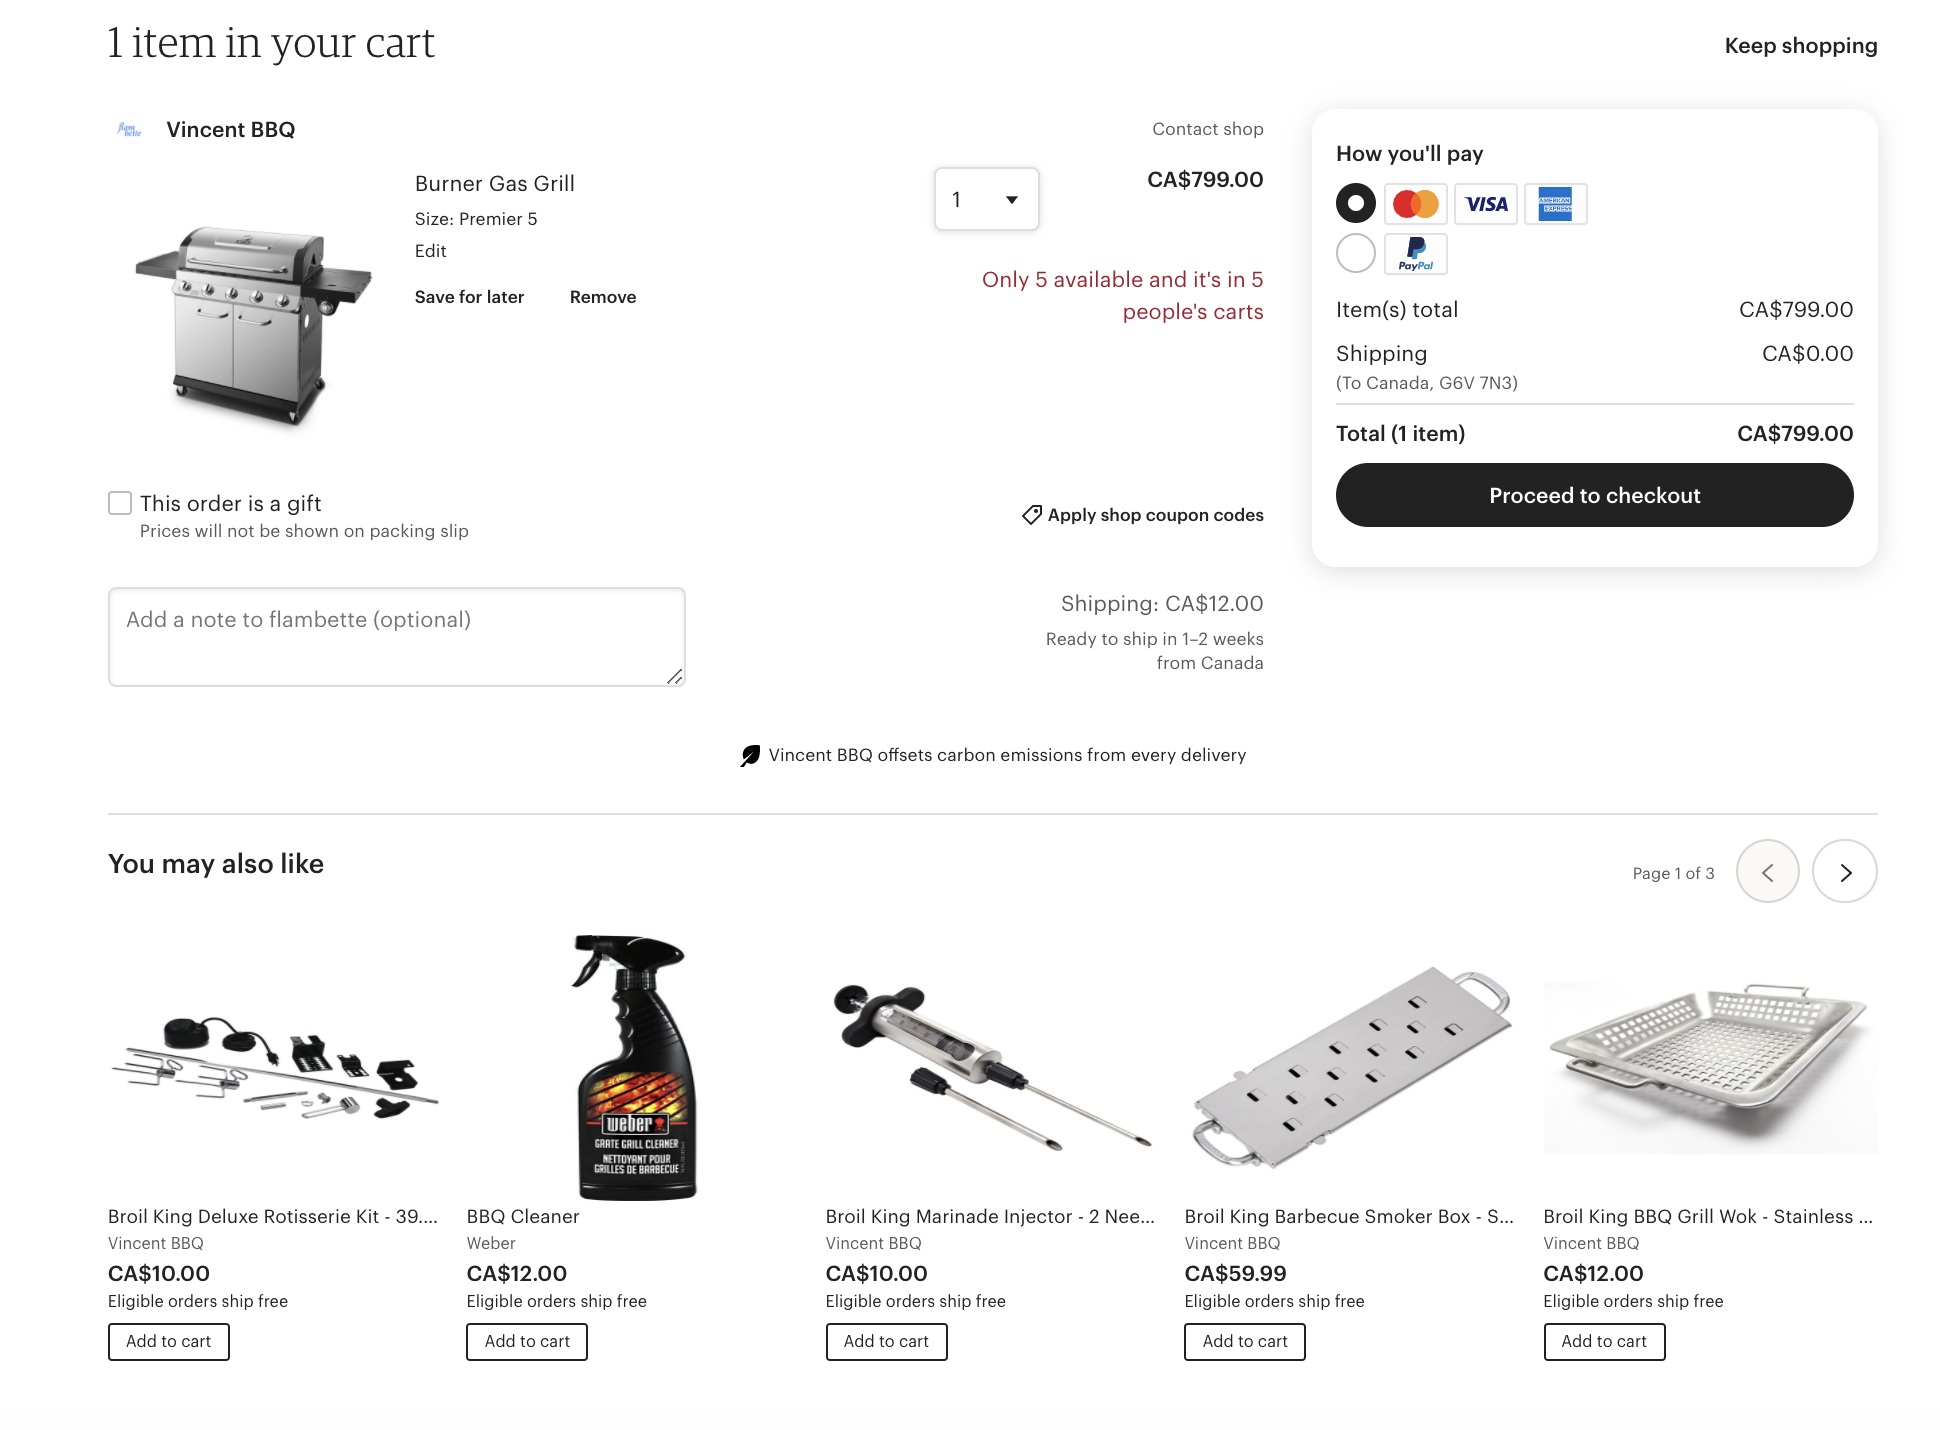 1 item in your cart
Keep shopping
flam
bette
Vincent BBQ
Contact shop
Burner Gas Grill
Size: Premier 5
Edit
Save for later
Remove
1
CA$799.00
Only 5 available and it's in 5
people's carts
This order is a gift
Prices will not be shown on packing slip
Apply shop coupon codes
Add a note to flambette (optional)
Shipping: CA$12.00
Ready to ship in 1–2 weeks
from Canada
Vincent BBQ offsets carbon emissions from every delivery
How you'll pay
VISA
AMERICAN
EXPRESS
PayPal
Item(s) total
CA$799.00
Shipping
CA$0.00
(To Canada, G6V 7N3)
Total (1 item)
CA$799.00
Proceed to checkout
You may also like
Page 1 of 3
weber
GRATE GRILL CLEANER
NETTOYANT POUR
GRILLES DE BARBECUE
Broil King Deluxe Rotisserie Kit - 39....
Vincent BBQ
CA$10.00
Eligible orders ship free
Add to cart
BBQ Cleaner
Weber
CA$12.00
Eligible orders ship free
Add to cart
Broil King Marinade Injector - 2 Nee...
Vincent BBQ
CA$10.00
Eligible orders ship free
Add to cart
Broil King Barbecue Smoker Box - S...
Vincent BBQ
CA$59.99
Eligible orders ship free
Add to cart
Broil King BBQ Grill Wok - Stainless ...
Vincent BBQ
CA$12.00
Eligible orders ship free
Add to cart